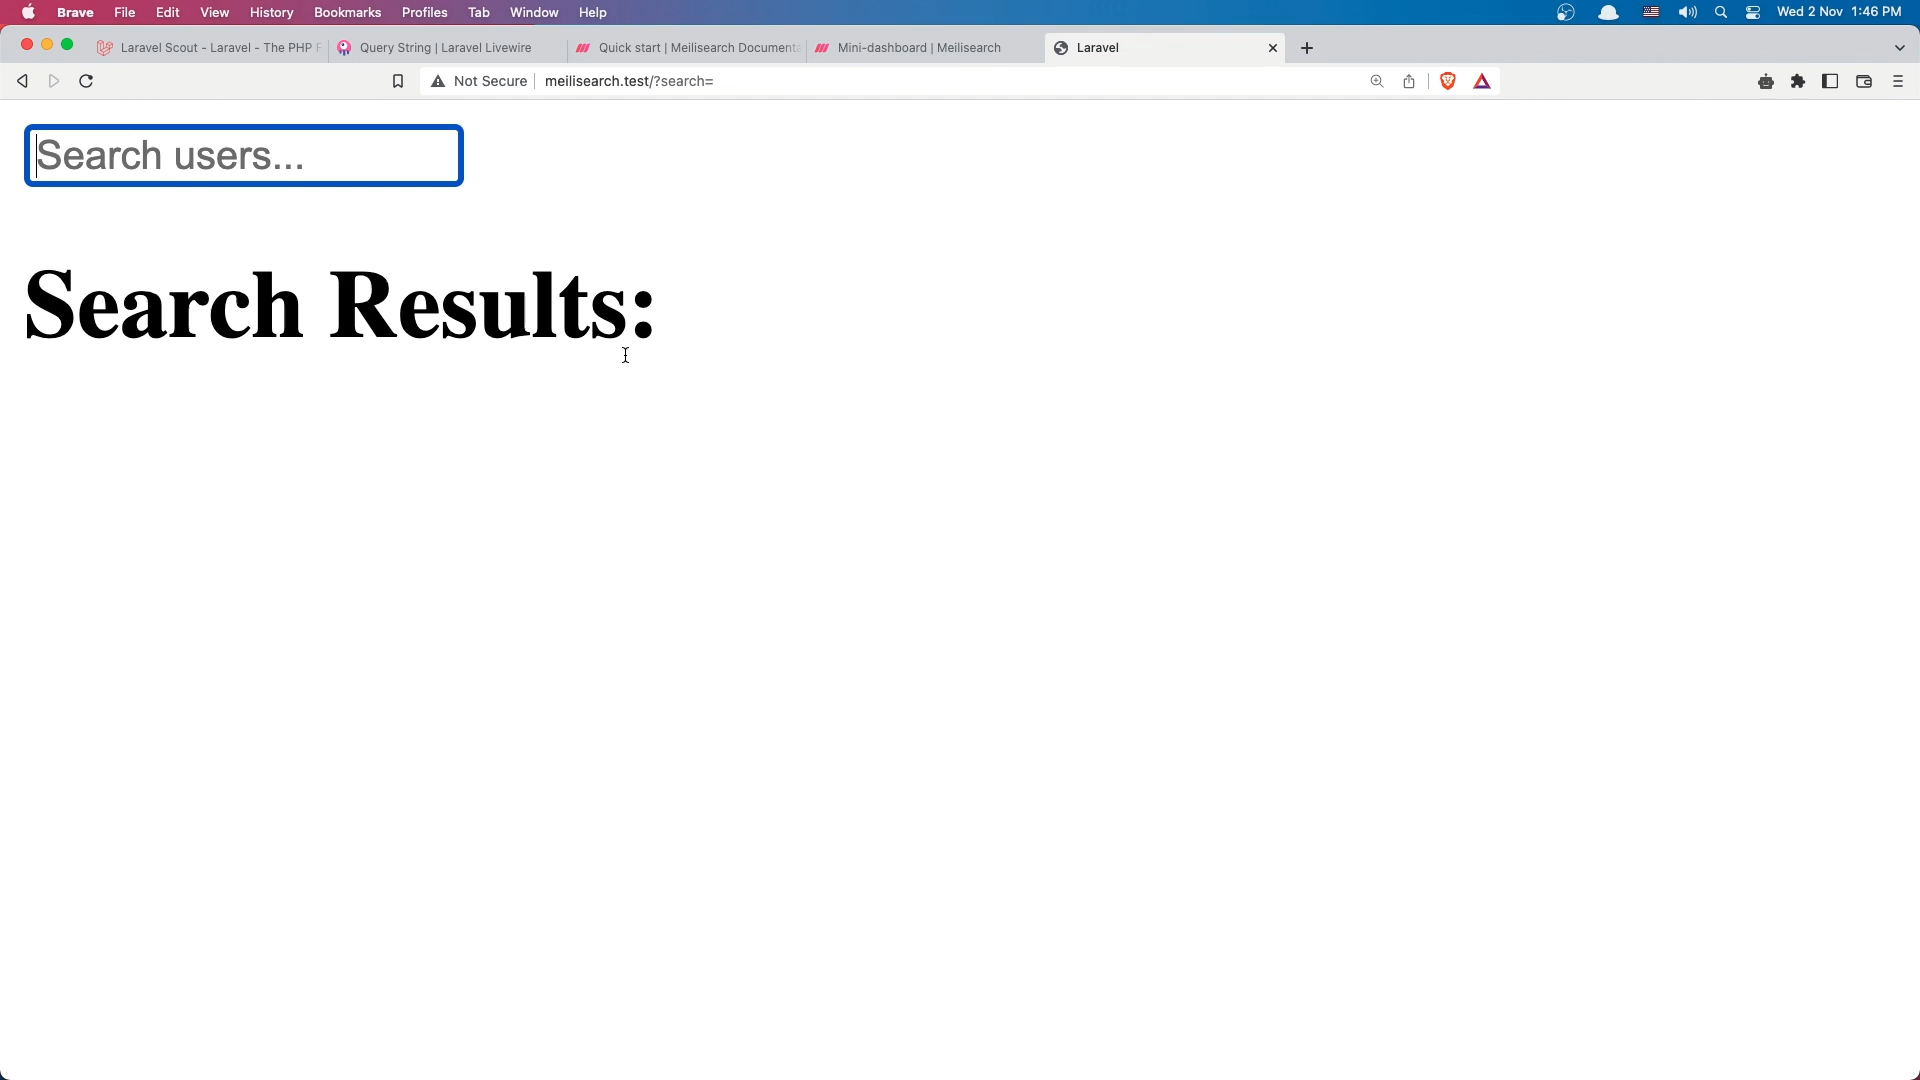 Brave File Edit View History Bookmarks Profiles Tab Window Help Wed 2 Nov 1:46 PM
Laravel Scout - Laravel - The PHP F Query String | Laravel Livewire Quick start | Meilisearch Documenta Mini-dashboard | Meilisearch Laravel
Not Secure meilisearch.test/?search=
Search users...
Search Results: